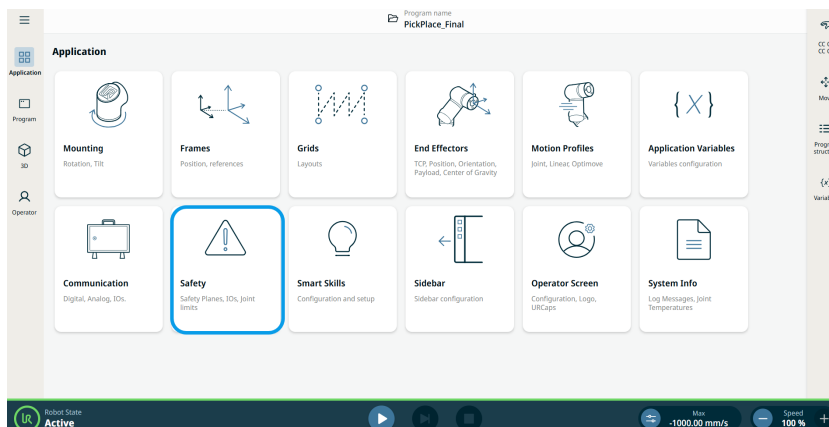 Program name
PickPlace_Final
Application
Application
Program
3D
Operator
Mounting
Rotation, Tilt
Frames
Position, references
Grids
Layouts
End Effectors
TCP, Position, Orientation,
Payload, Center of Gravity
Motion Profiles
Joint, Linear, Optimove
Application Variables
Variables configuration
Communication
Digital, Analog, IOs.
Safety
Safety Planes, IOs, Joint
limits
Smart Skills
Configuration and setup
Sidebar
Sidebar configuration
Operator Screen
Configuration, Logo,
URCaps
System Info
Log Messages, Joint
Temperatures
Robot State
Active
Max
-1000.00 mm/s
Speed
100 %